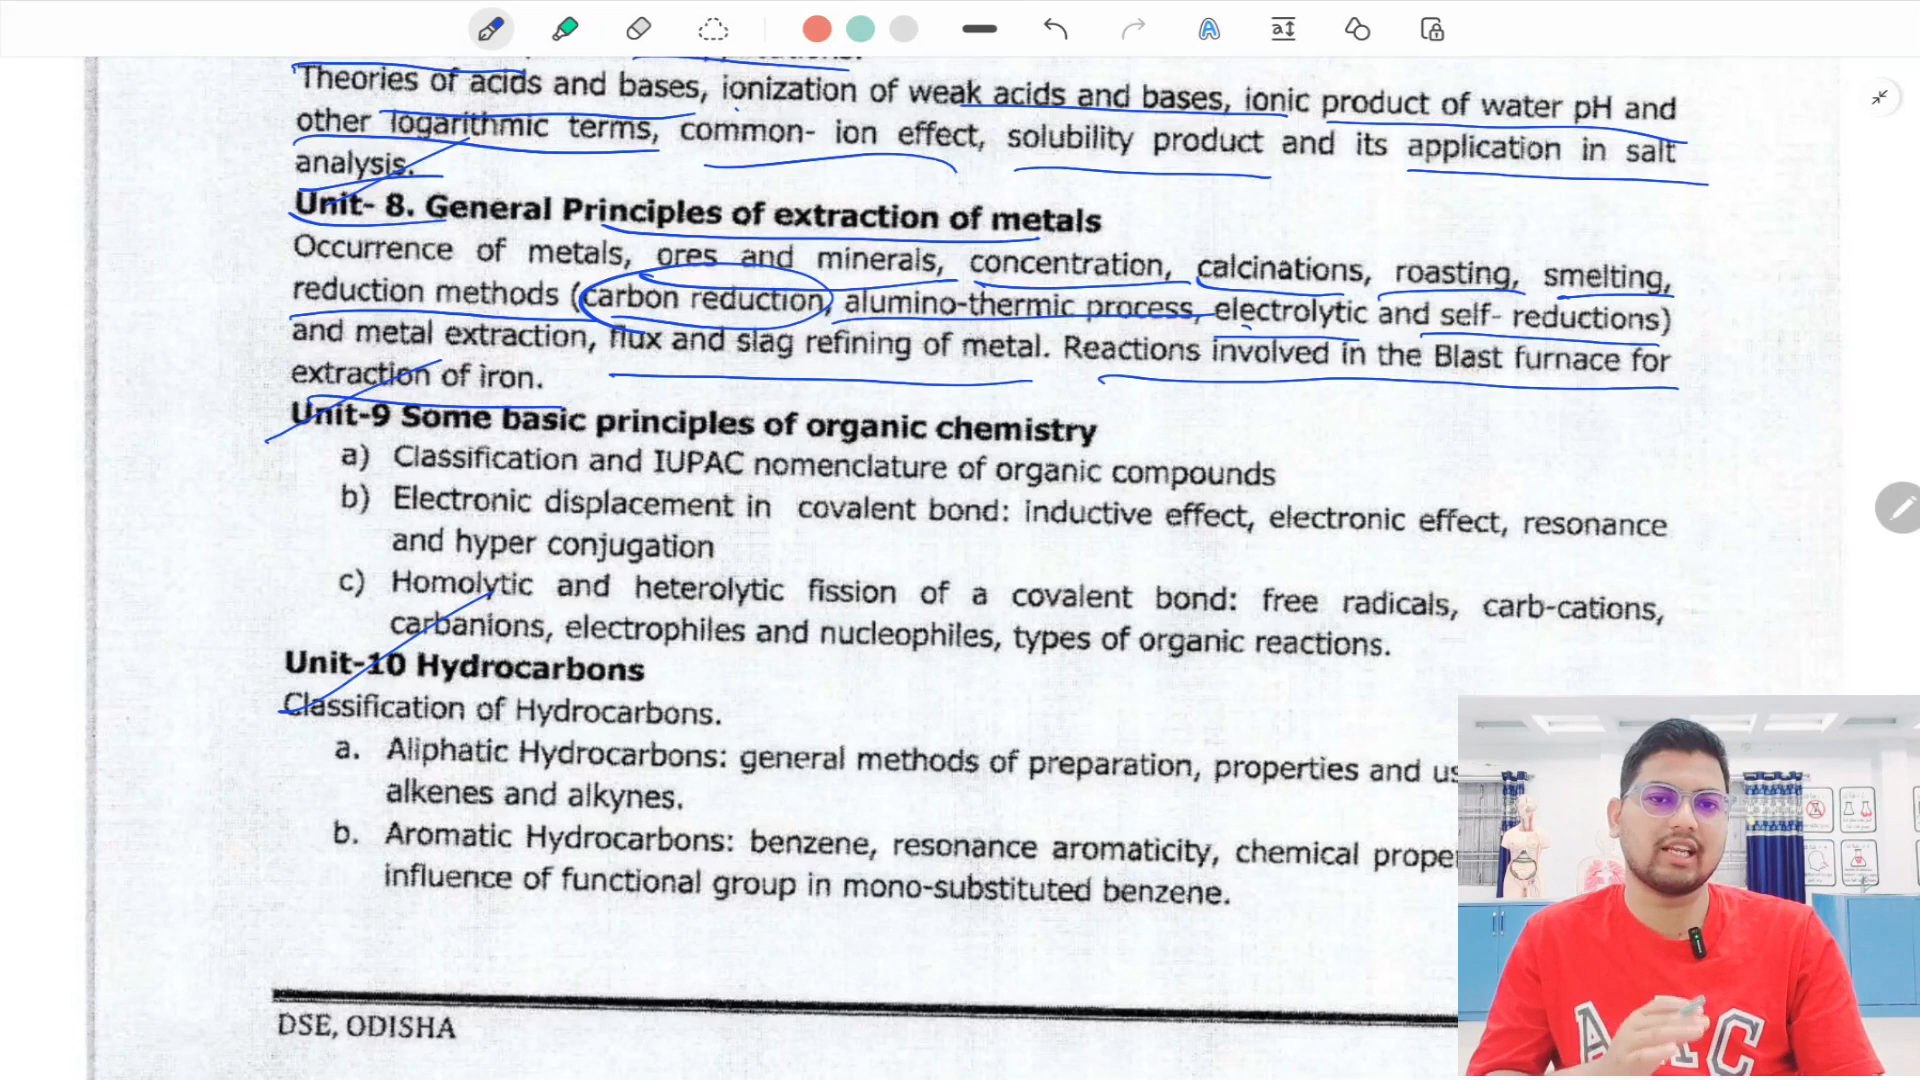 Theories of acids and bases, ionization of weak acids and bases, ionic product of water pH and
other logarithmic terms, common- ion effect, solubility product and its application in salt
analysis.
Unit- 8. General Principles of extraction of metals
Occurrence of metals, ores and minerals, concentration, calcinations, roasting, smelting,
reduction methods (carbon reduction, alumino-thermic process, electrolytic and self- reductions)
and metal extraction, flux and slag refining of metal. Reactions involved in the Blast furnace for
extraction of iron.
Unit-9 Some basic principles of organic chemistry
a) Classification and IUPAC nomenclature of organic compounds
b) Electronic displacement in covalent bond: inductive effect, electronic effect, resonance
and hyper conjugation
c) Homolytic and heterolytic fission of a covalent bond: free radicals, carb-cations,
carbanions, electrophiles and nucleophiles, types of organic reactions.
Unit-10 Hydrocarbons
Classification of Hydrocarbons.
a. Aliphatic Hydrocarbons: general methods of preparation, properties and us
alkenes and alkynes.
b. Aromatic Hydrocarbons: benzene, resonance aromaticity, chemical proper
influence of functional group in mono-substituted benzene.
DSE, ODISHA